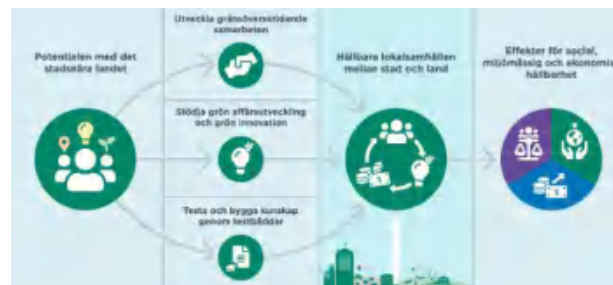 Potentialen med det
stadsnära landet
Utveckla gränsöverskridande
samarbeten
Stödja grön affärsutveckling
och grön innovation
Testa och bygga kunskap
genom testbäddar
Hållbara lokalsamhällen
mellan stad och land
Effekter för social,
miljömässig och ekonomisk
hållbarhet